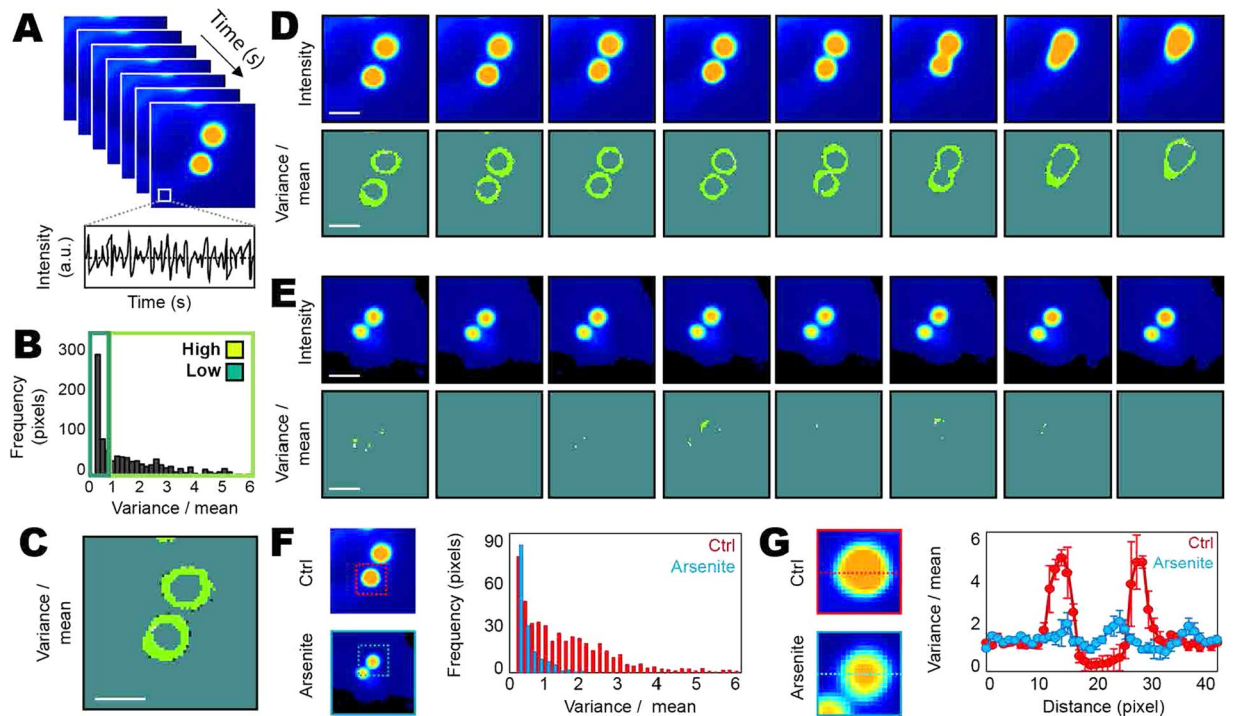 A
Time (s)
Intensity
(a.u.)
Time (s)
B
300
200
100
0
Frequency
(pixels)
High
Low
0 1 2 3 4 5 6
Variance / mean
C
Variance /
mean
D
Intensity
Variance /
mean
E
Intensity
Variance /
mean
F
Ctrl
Arsenite
Frequency (pixels)
90
60
30
0
Ctrl
Arsenite
0 1 2 3 4 5 6
Variance / mean
G
Ctrl
Arsenite
Variance / mean
6
4
2
0
Ctrl
Arsenite
0 10 20 30 40
Distance (pixel)